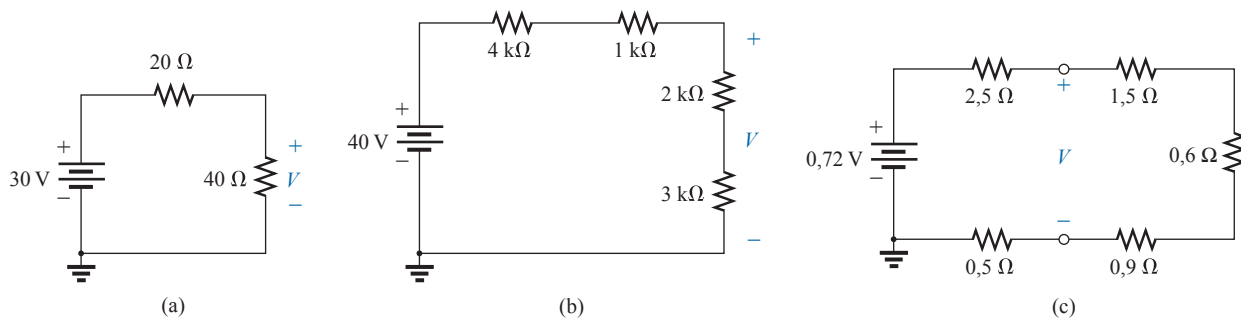 20 Ω
+
30 V
−
40 Ω
+
V
−
(a)
4 kΩ
1 kΩ
+
40 V
−
2 kΩ
3 kΩ
+
V
−
(b)
2,5 Ω
1,5 Ω
+
0,72 V
−
+
V
−
0,6 Ω
0,5 Ω
0,9 Ω
(c)